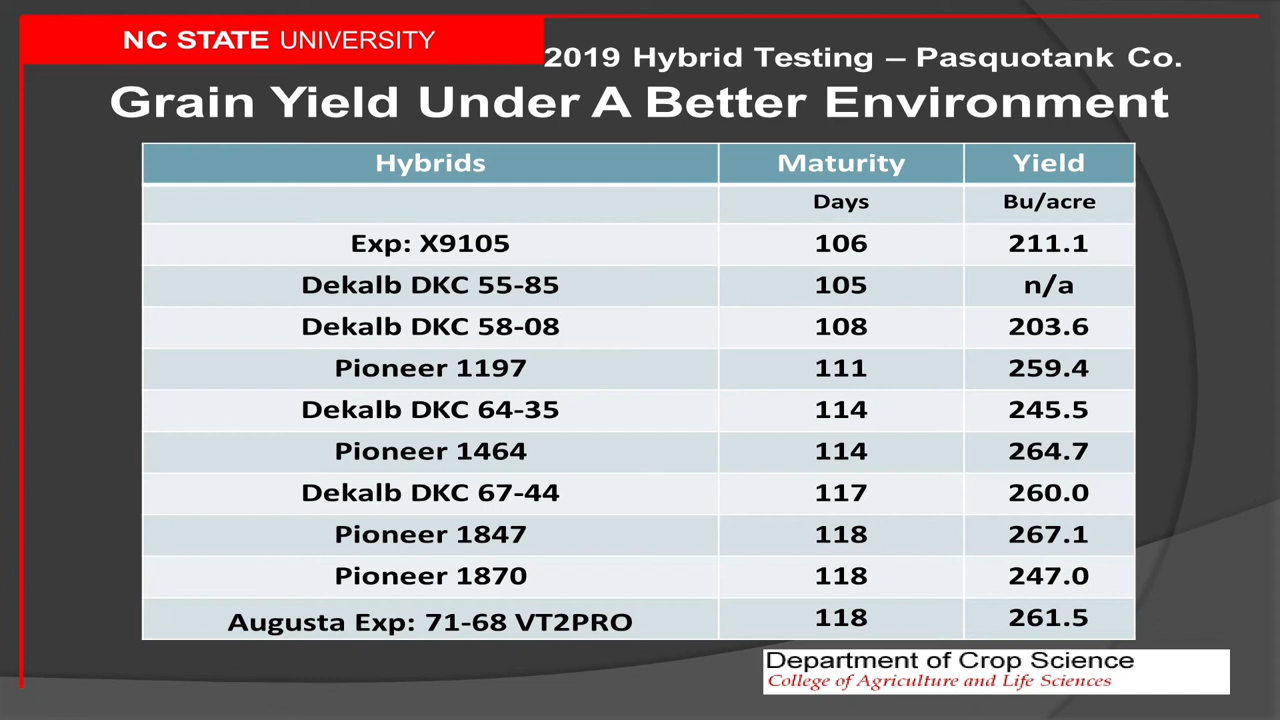 NC STATE UNIVERSITY
2019 Hybrid Testing – Pasquotank Co.
Grain Yield Under A Better Environment
Hybrids Maturity Yield
Days Bu/acre
Exp: X9105 106 211.1
Dekalb DKC 55-85 105 n/a
Dekalb DKC 58-08 108 203.6
Pioneer 1197 111 259.4
Dekalb DKC 64-35 114 245.5
Pioneer 1464 114 264.7
Dekalb DKC 67-44 117 260.0
Pioneer 1847 118 267.1
Pioneer 1870 118 247.0
Augusta Exp: 71-68 VT2PRO 118 261.5
Department of Crop Science
College of Agriculture and Life Sciences